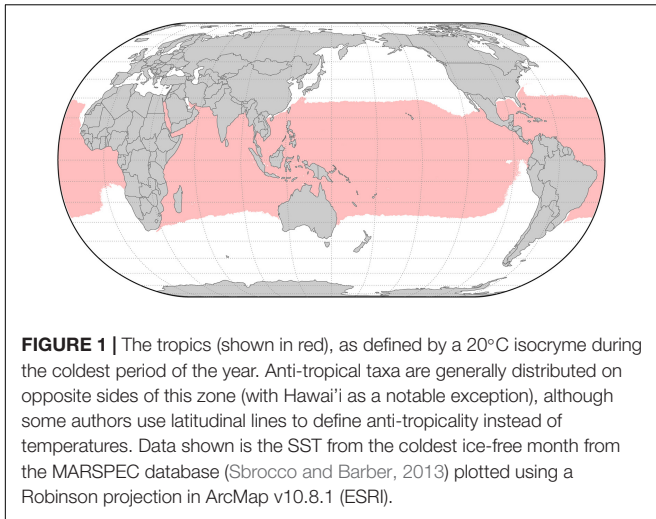 FIGURE 1 | The tropics (shown in red), as defined by a 20°C isocryme during
the coldest period of the year. Anti-tropical taxa are generally distributed on
opposite sides of this zone (with Hawai'i as a notable exception), although
some authors use latitudinal lines to define anti-tropicality instead of
temperatures. Data shown is the SST from the coldest ice-free month from
the MARSPEC database (Sbrocco and Barber, 2013) plotted using a
Robinson projection in ArcMap v10.8.1 (ESRI).